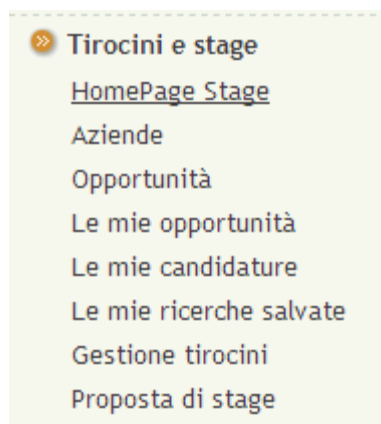 Tirocini e stage
HomePage Stage
Aziende
Opportunità
Le mie opportunità
Le mie candidature
Le mie ricerche salvate
Gestione tirocini
Proposta di stage